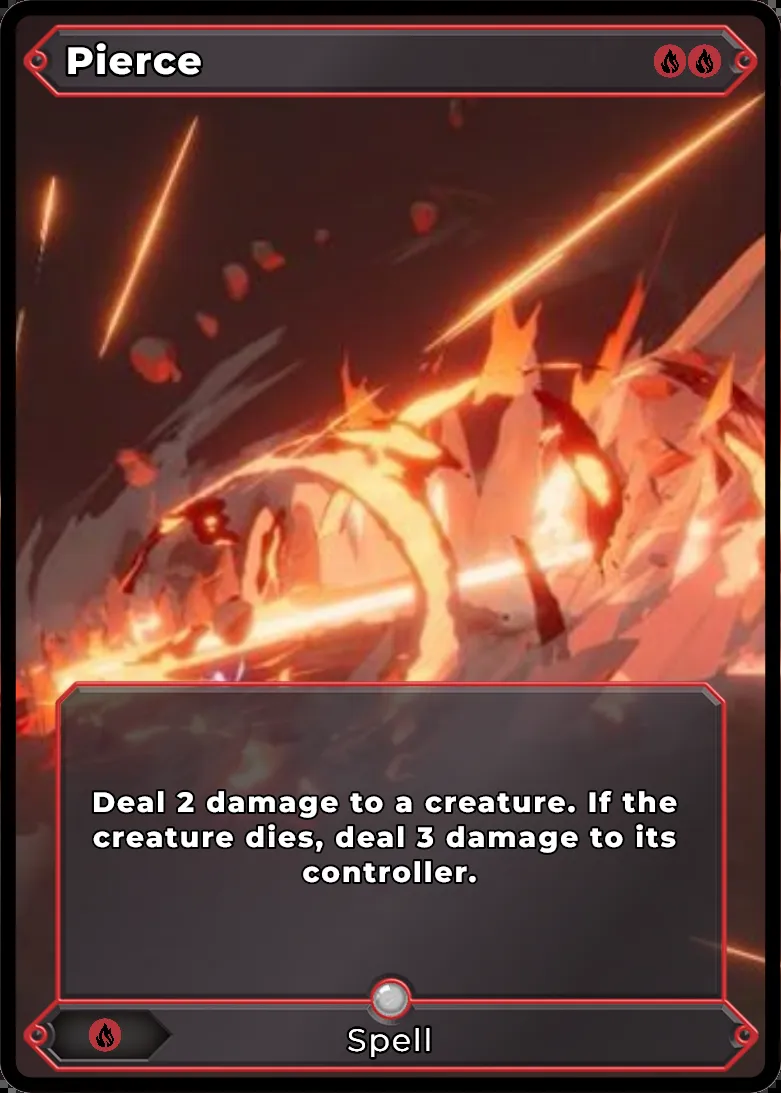 Pierce
Deal 2 damage to a creature. If the
creature dies, deal 3 damage to its
controller.
Spell